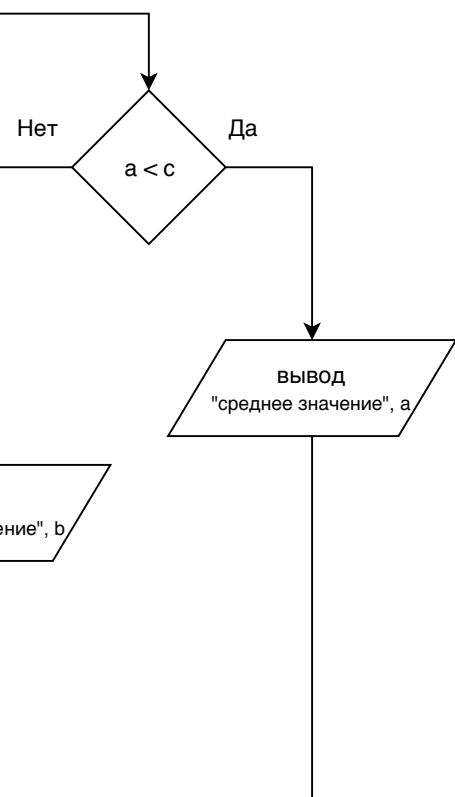 Нет
Да
a < c
вывод
"среднее значение", a
ение", b